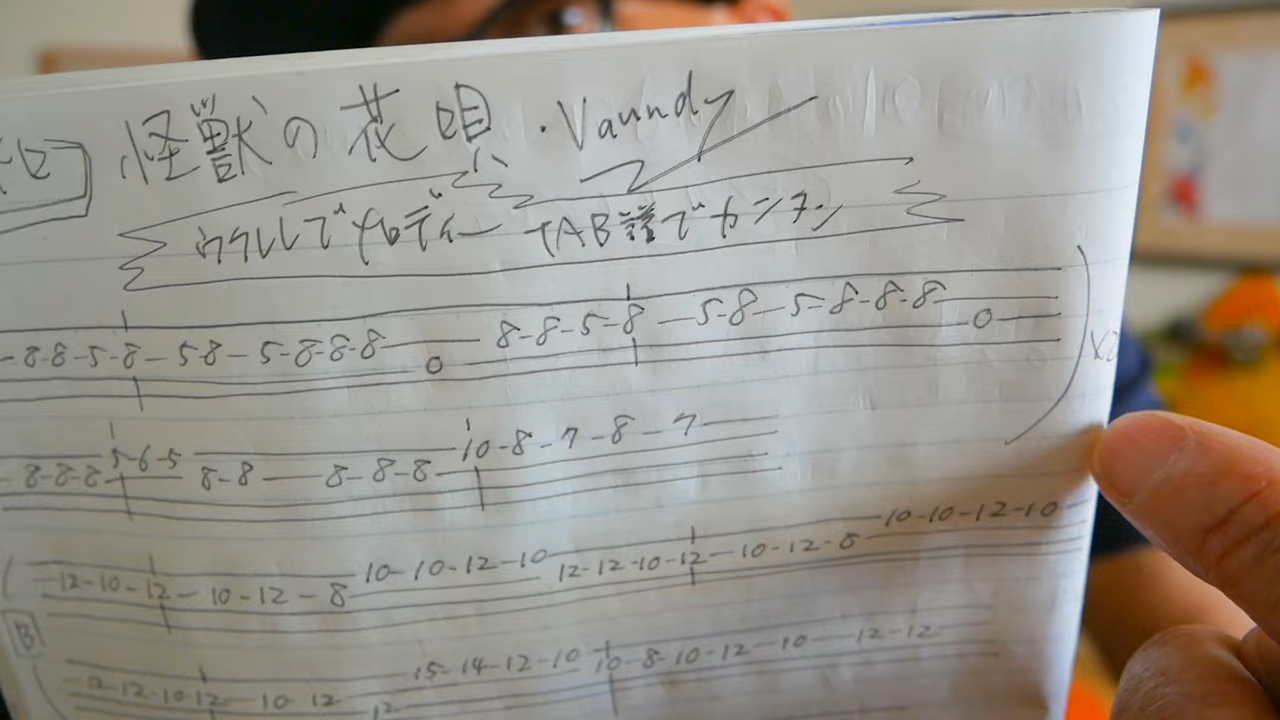 怪獣の花唄・Vaundy
ウクレレでメロディー TAB譜でカンタン
-8-8-5-8-5-8-5-8-8-8 0 8-8-5-8-5-8-5-8-8-8 0 ×2
-8-8-8 5-6-5 8-8 8-8-8 10-8-7-8-7
12-10-12-10-12-8 10-10-12-10 12-12-10-12-10-12-8 10-10-12-10
B
12-12-10-12 10 12 12 15-14-12-10 10-8-10-12-10 12-12